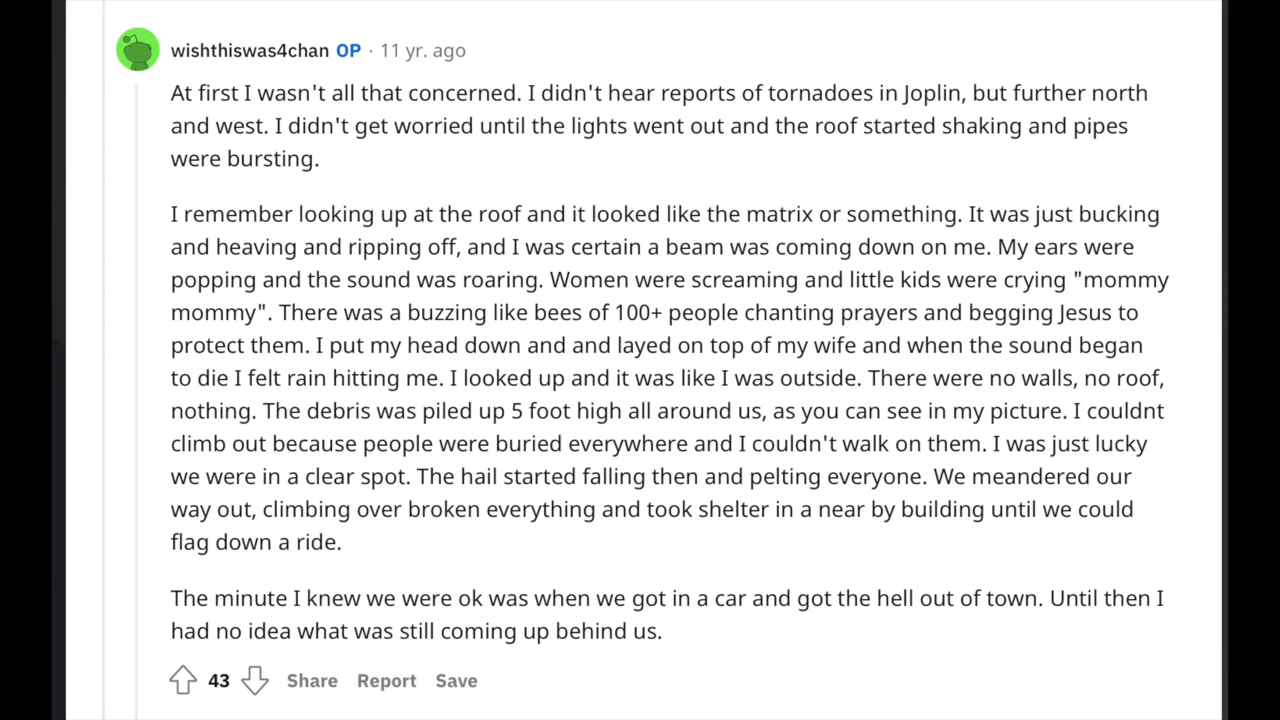 wishthiswas4chan OP · 11 yr. ago
At first I wasn't all that concerned. I didn't hear reports of tornadoes in Joplin, but further north
and west. I didn't get worried until the lights went out and the roof started shaking and pipes
were bursting.
I remember looking up at the roof and it looked like the matrix or something. It was just bucking
and heaving and ripping off, and I was certain a beam was coming down on me. My ears were
popping and the sound was roaring. Women were screaming and little kids were crying "mommy
mommy". There was a buzzing like bees of 100+ people chanting prayers and begging Jesus to
protect them. I put my head down and and layed on top of my wife and when the sound began
to die I felt rain hitting me. I looked up and it was like I was outside. There were no walls, no roof,
nothing. The debris was piled up 5 foot high all around us, as you can see in my picture. I couldnt
climb out because people were buried everywhere and I couldn't walk on them. I was just lucky
we were in a clear spot. The hail started falling then and pelting everyone. We meandered our
way out, climbing over broken everything and took shelter in a near by building until we could
flag down a ride.
The minute I knew we were ok was when we got in a car and got the hell out of town. Until then I
had no idea what was still coming up behind us.
43 Share Report Save